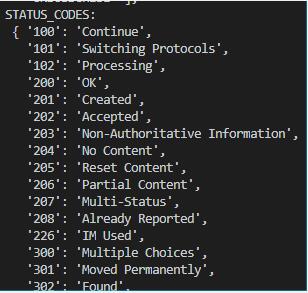 STATUS_CODES:
{ '100': 'Continue',
'101': 'Switching Protocols',
'102': 'Processing',
'200': 'OK',
'201': 'Created',
'202': 'Accepted',
'203': 'Non-Authoritative Information',
'204': 'No Content',
'205': 'Reset Content',
'206': 'Partial Content',
'207': 'Multi-Status',
'208': 'Already Reported',
'226': 'IM Used',
'300': 'Multiple Choices',
'301': 'Moved Permanently',
'302': 'Found',